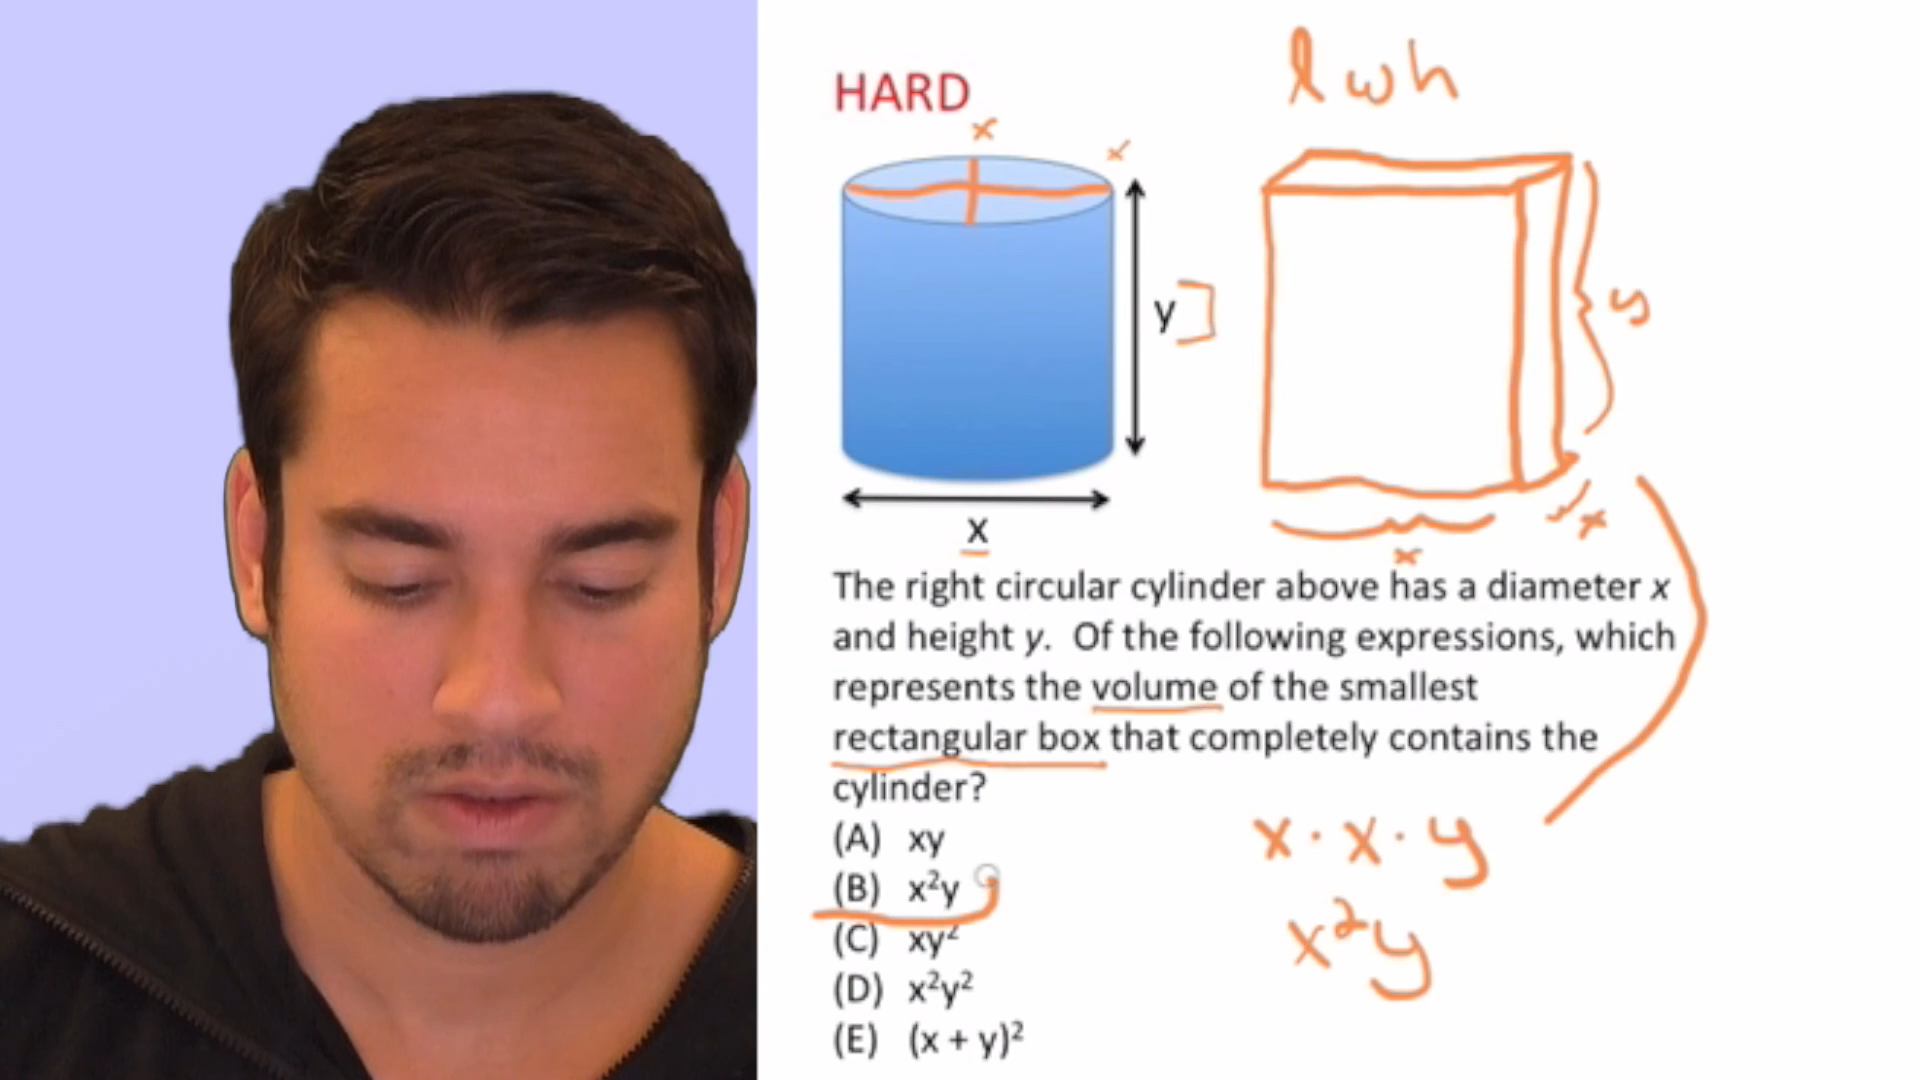 HARD
l w h
x
x
y
y
x
x
x
The right circular cylinder above has a diameter x
and height y. Of the following expressions, which
represents the volume of the smallest
rectangular box that completely contains the
cylinder?
(A) xy
(B) x²y
(C) xy²
(D) x²y²
(E) (x + y)²
x · x · y
x²y